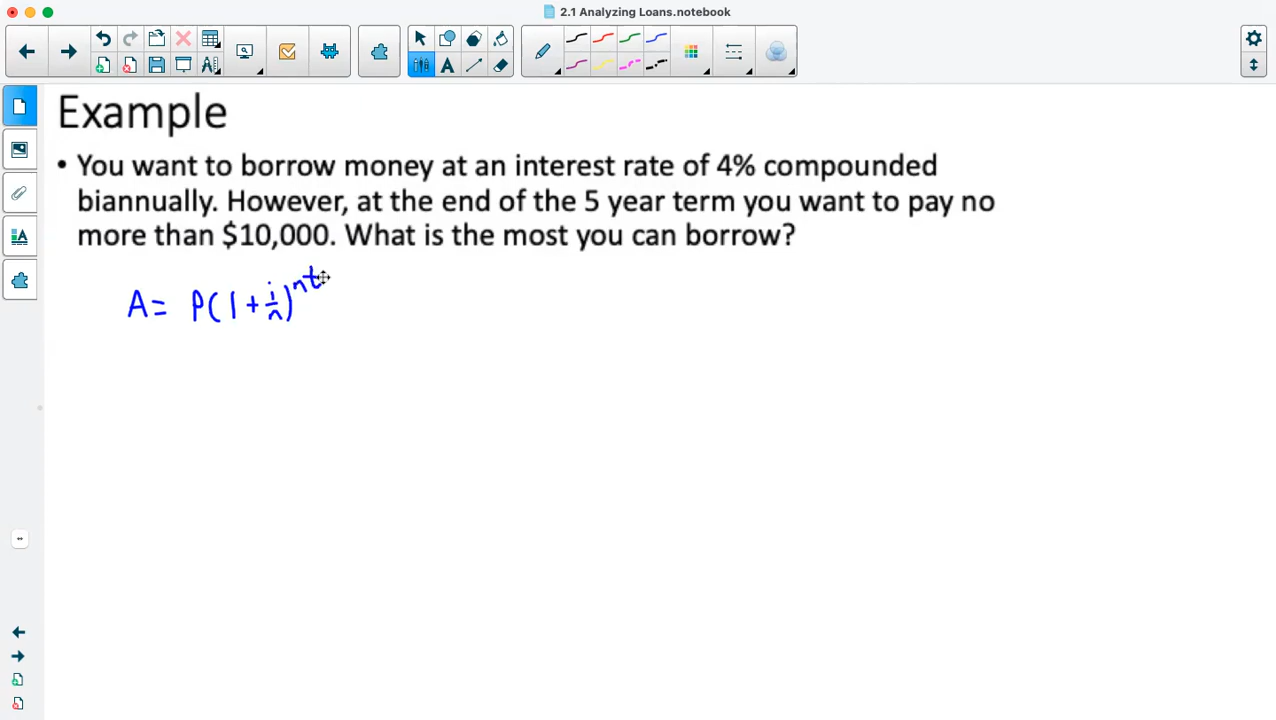 2.1 Analyzing Loans.notebook
Example
• You want to borrow money at an interest rate of 4% compounded
biannually. However, at the end of the 5 year term you want to pay no
more than $10,000. What is the most you can borrow?
A = P(1 + i/n)^nt